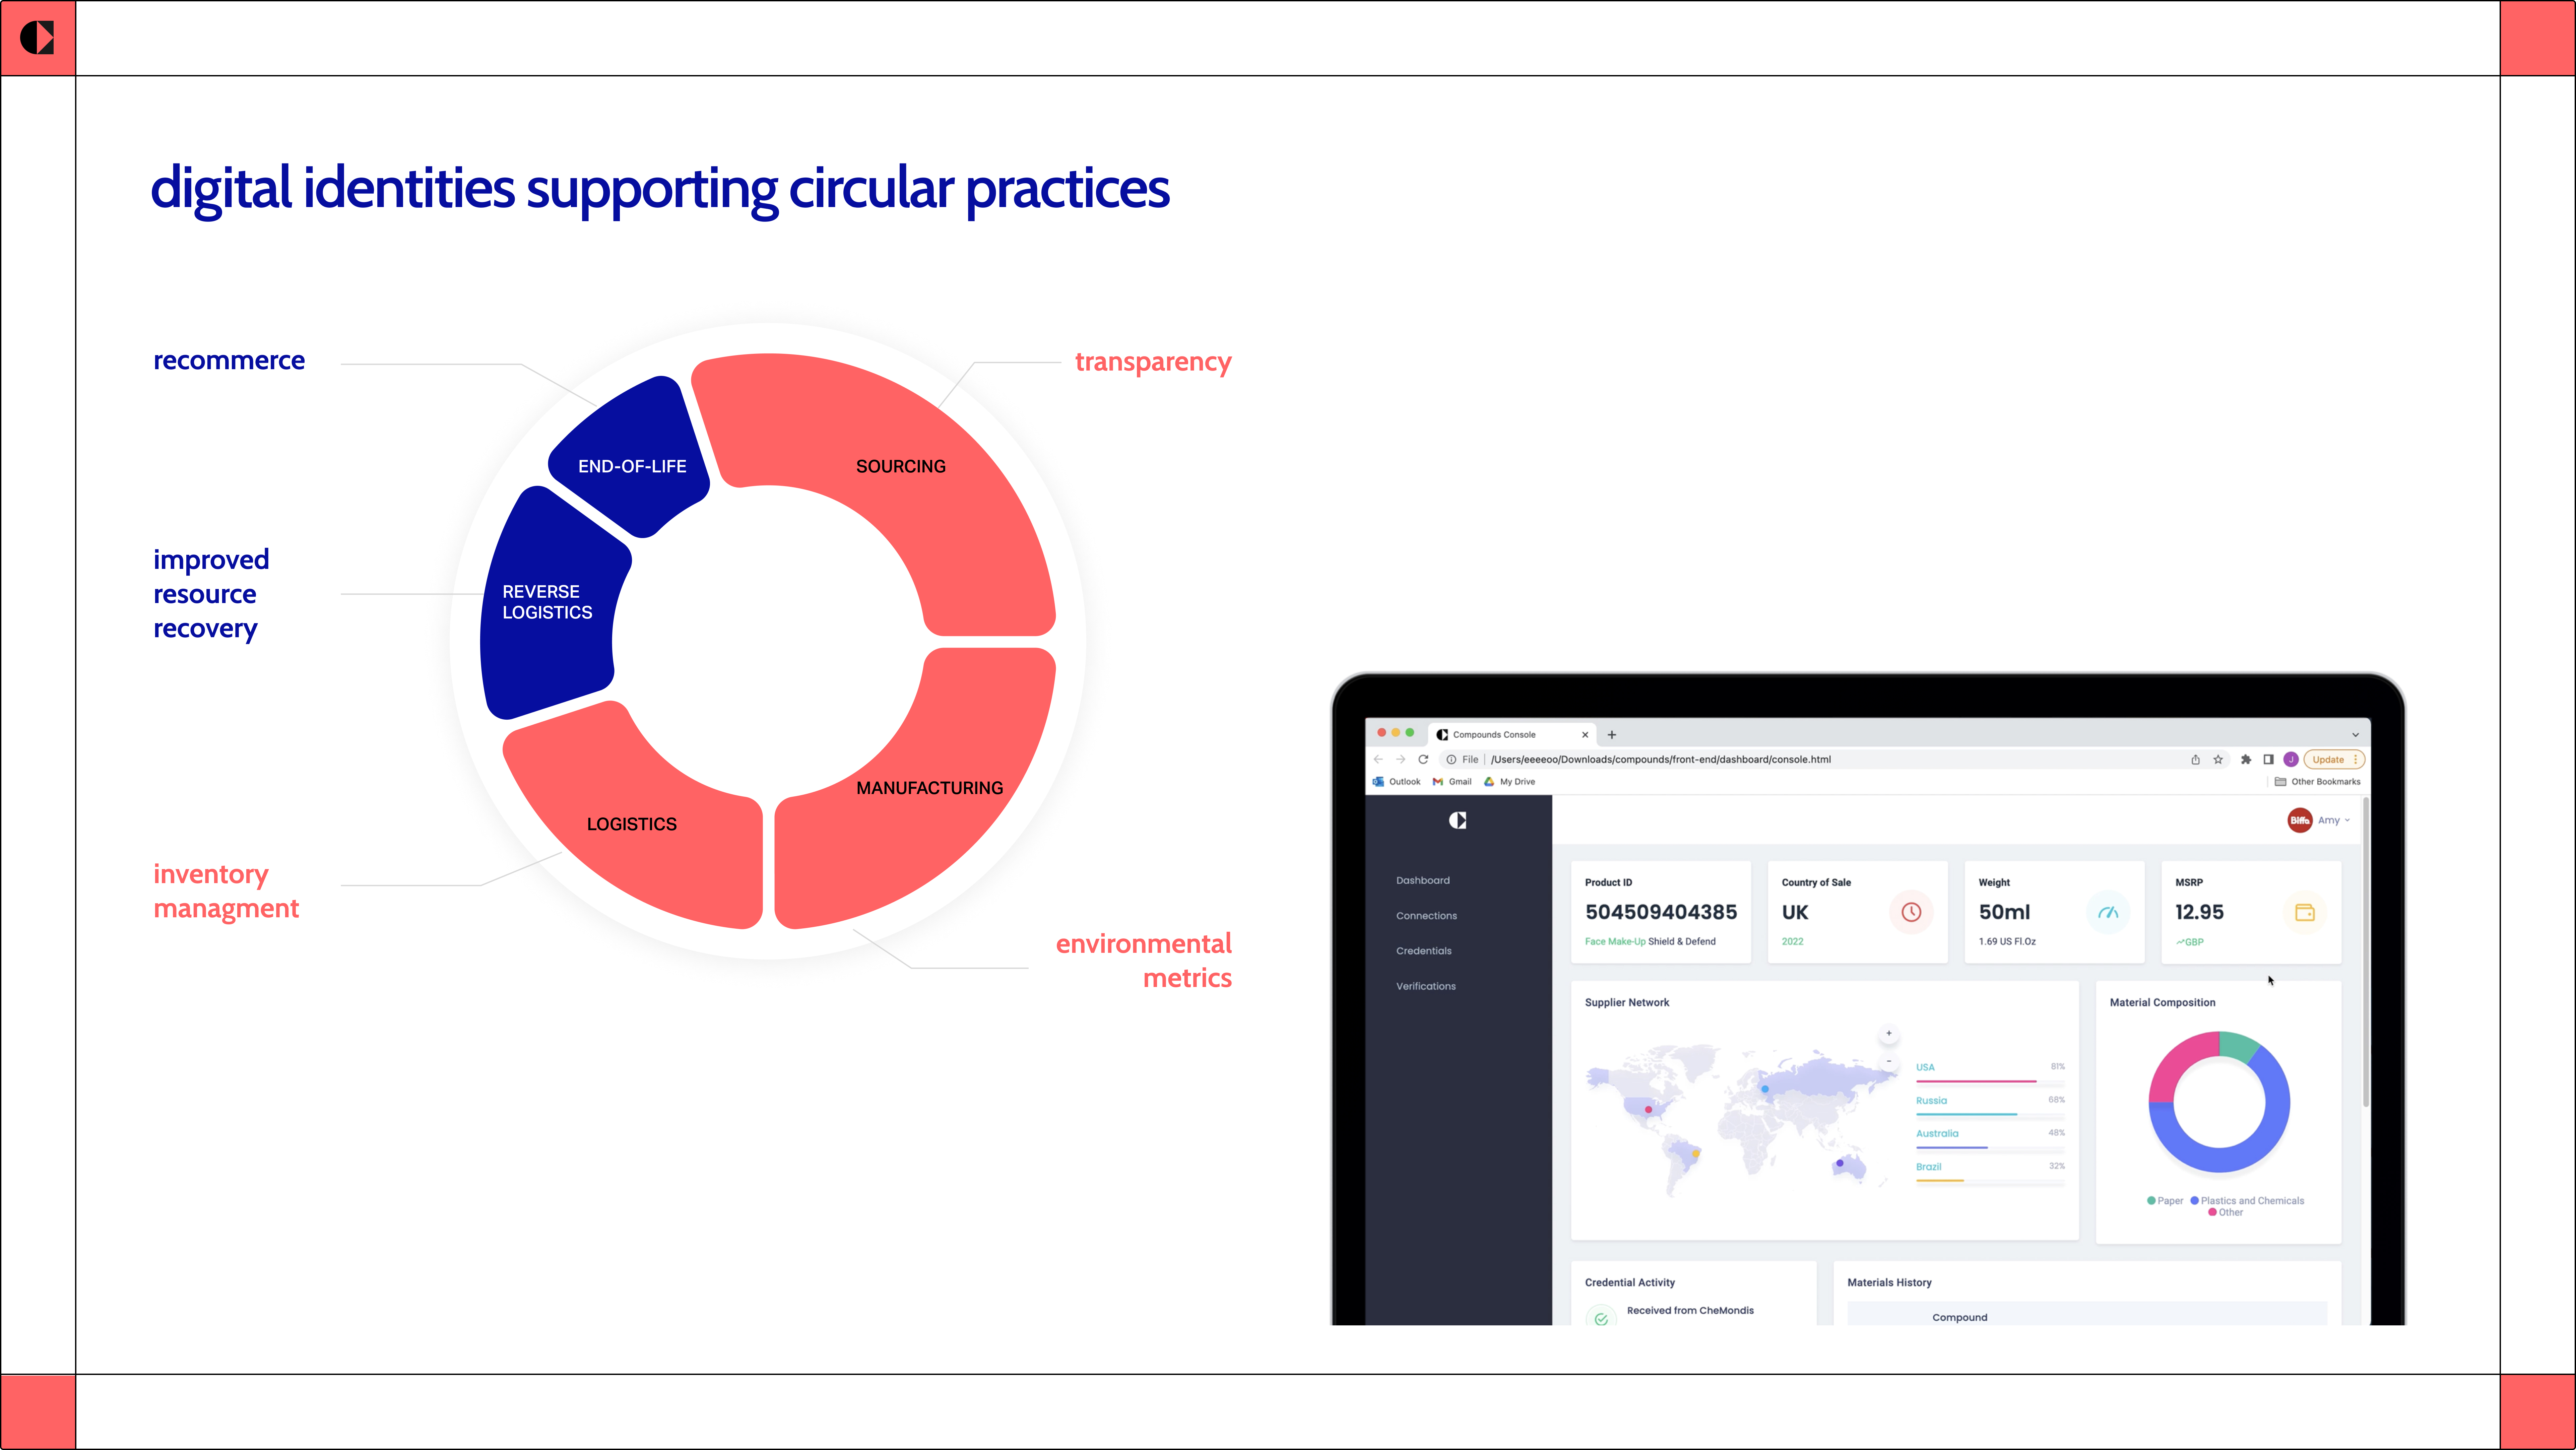 digital identities supporting circular practices
recommerce
transparency
END-OF-LIFE
SOURCING
improved
resource
recovery
REVERSE
LOGISTICS
MANUFACTURING
LOGISTICS
inventory
managment
environmental
metrics
Compounds Console
File /Users/eeeeoo/Downloads/compounds/front-end/dashboard/console.html
J
Update
Outlook Gmail My Drive
Other Bookmarks
Biffa Amy
Dashboard
Connections
Credentials
Verifications
Product ID
504509404385
Face Make-Up Shield & Defend
Country of Sale
UK
2022
Weight
50ml
1.69 US Fl.Oz
MSRP
12.95
GBP
Supplier Network
+
-
USA 81%
Russia 68%
Australia 48%
Brazil 32%
Material Composition
Paper Plastics and Chemicals
Other
Credential Activity
Received from CheMondis
Materials History
Compound